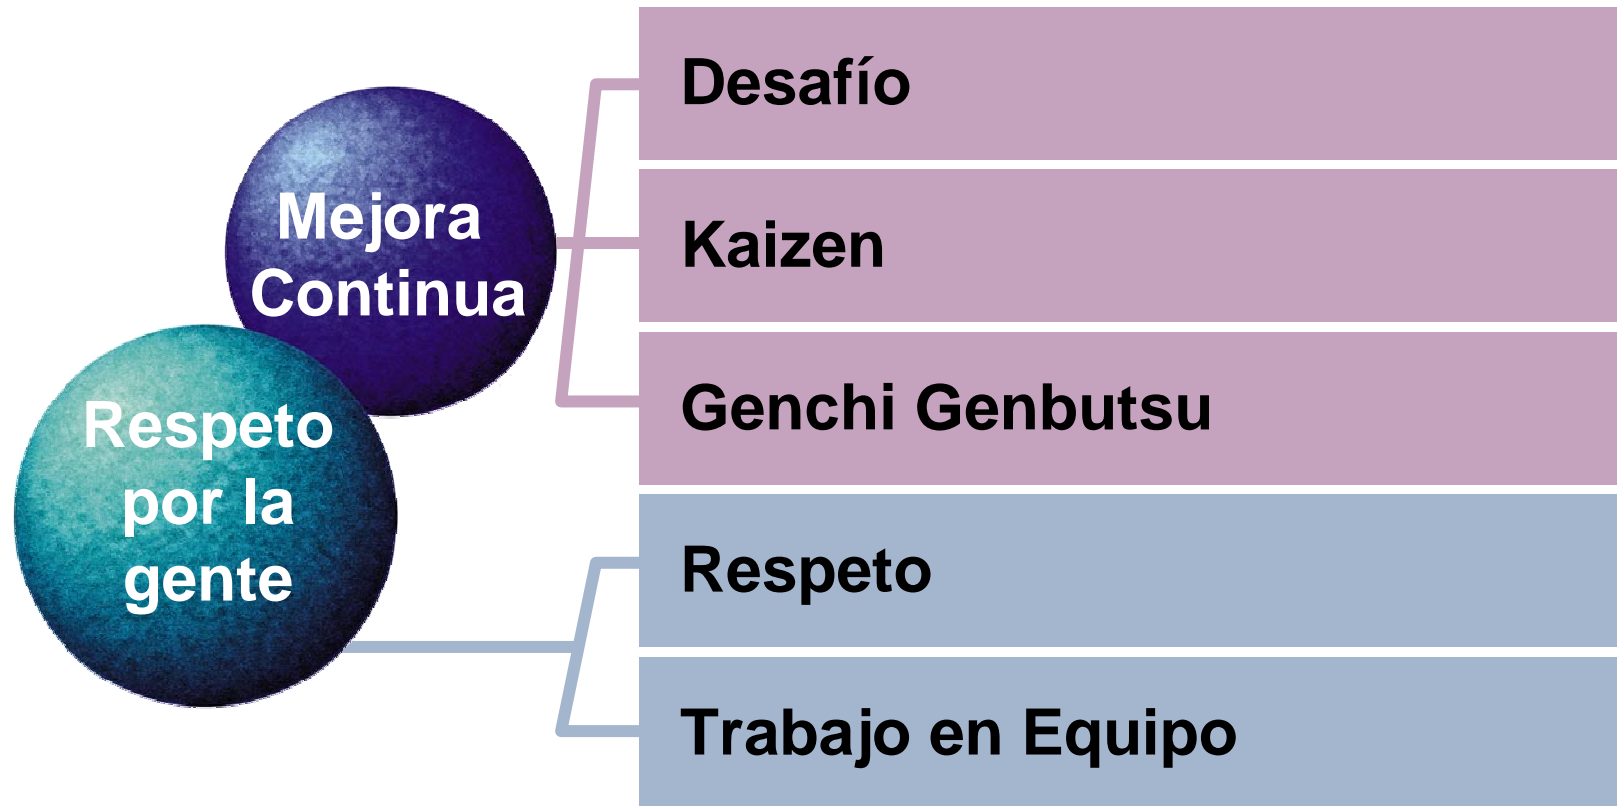 Mejora
Continua
Respeto
por la
gente
Desafío
Kaizen
Genchi Genbutsu
Respeto
Trabajo en Equipo